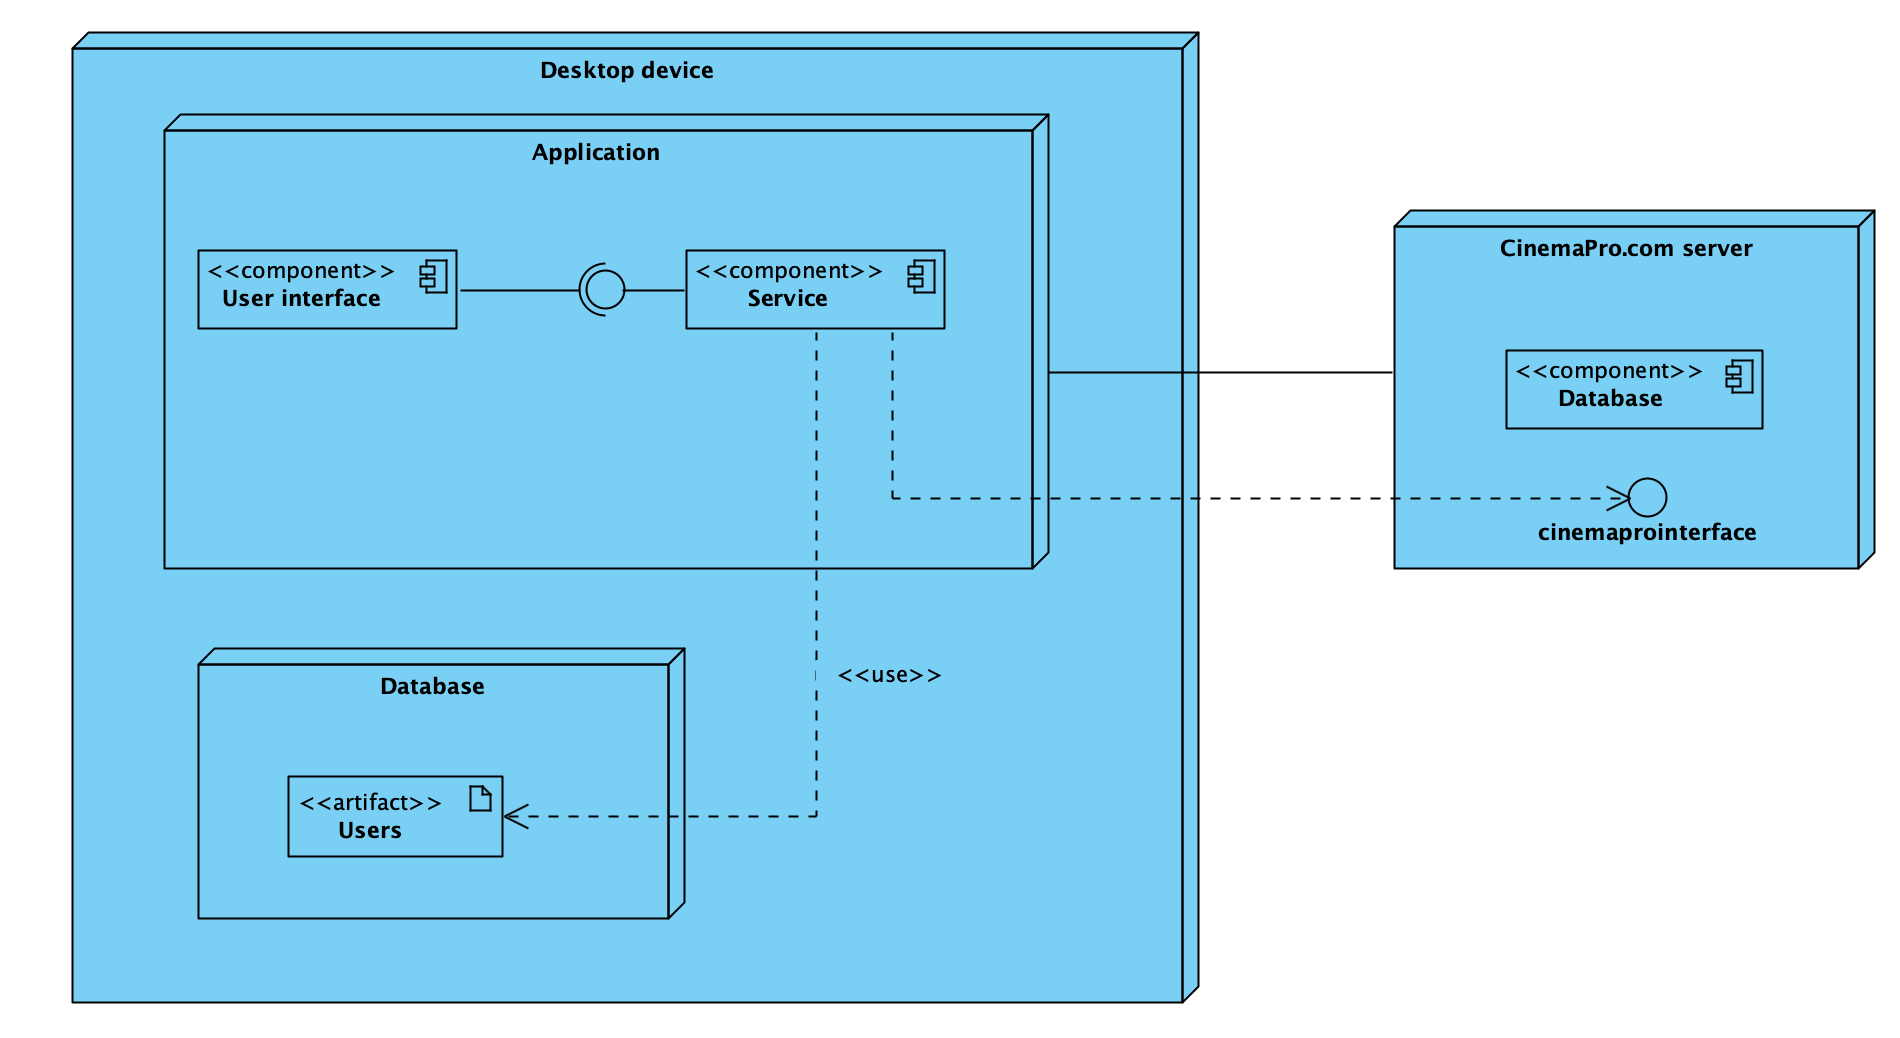 Desktop device
Application
<<component>>
User interface
<<component>>
Service
CinemaPro.com server
<<component>>
Database
cinemaprointerface
<<use>>
Database
<<artifact>>
Users